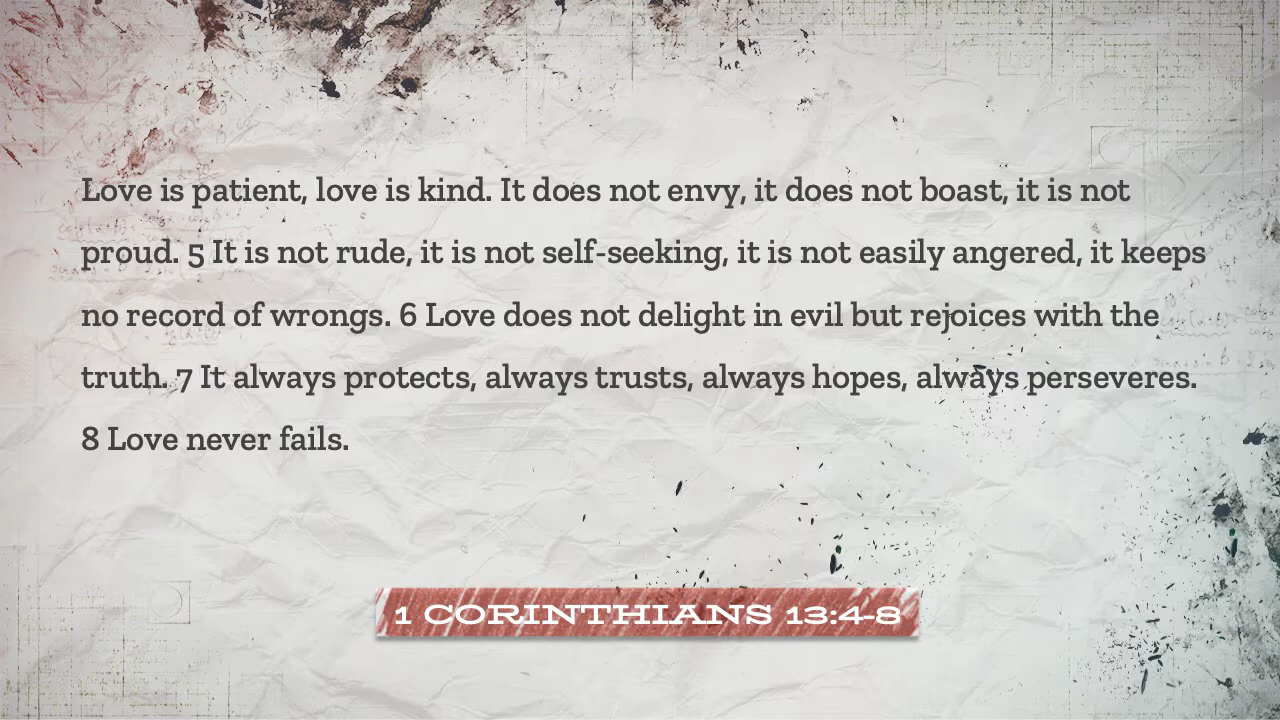 Love is patient, love is kind. It does not envy, it does not boast, it is not
proud. 5 It is not rude, it is not self-seeking, it is not easily angered, it keeps
no record of wrongs. 6 Love does not delight in evil but rejoices with the
truth. 7 It always protects, always trusts, always hopes, always perseveres.
8 Love never fails.
1 CORINTHIANS 13:4-8